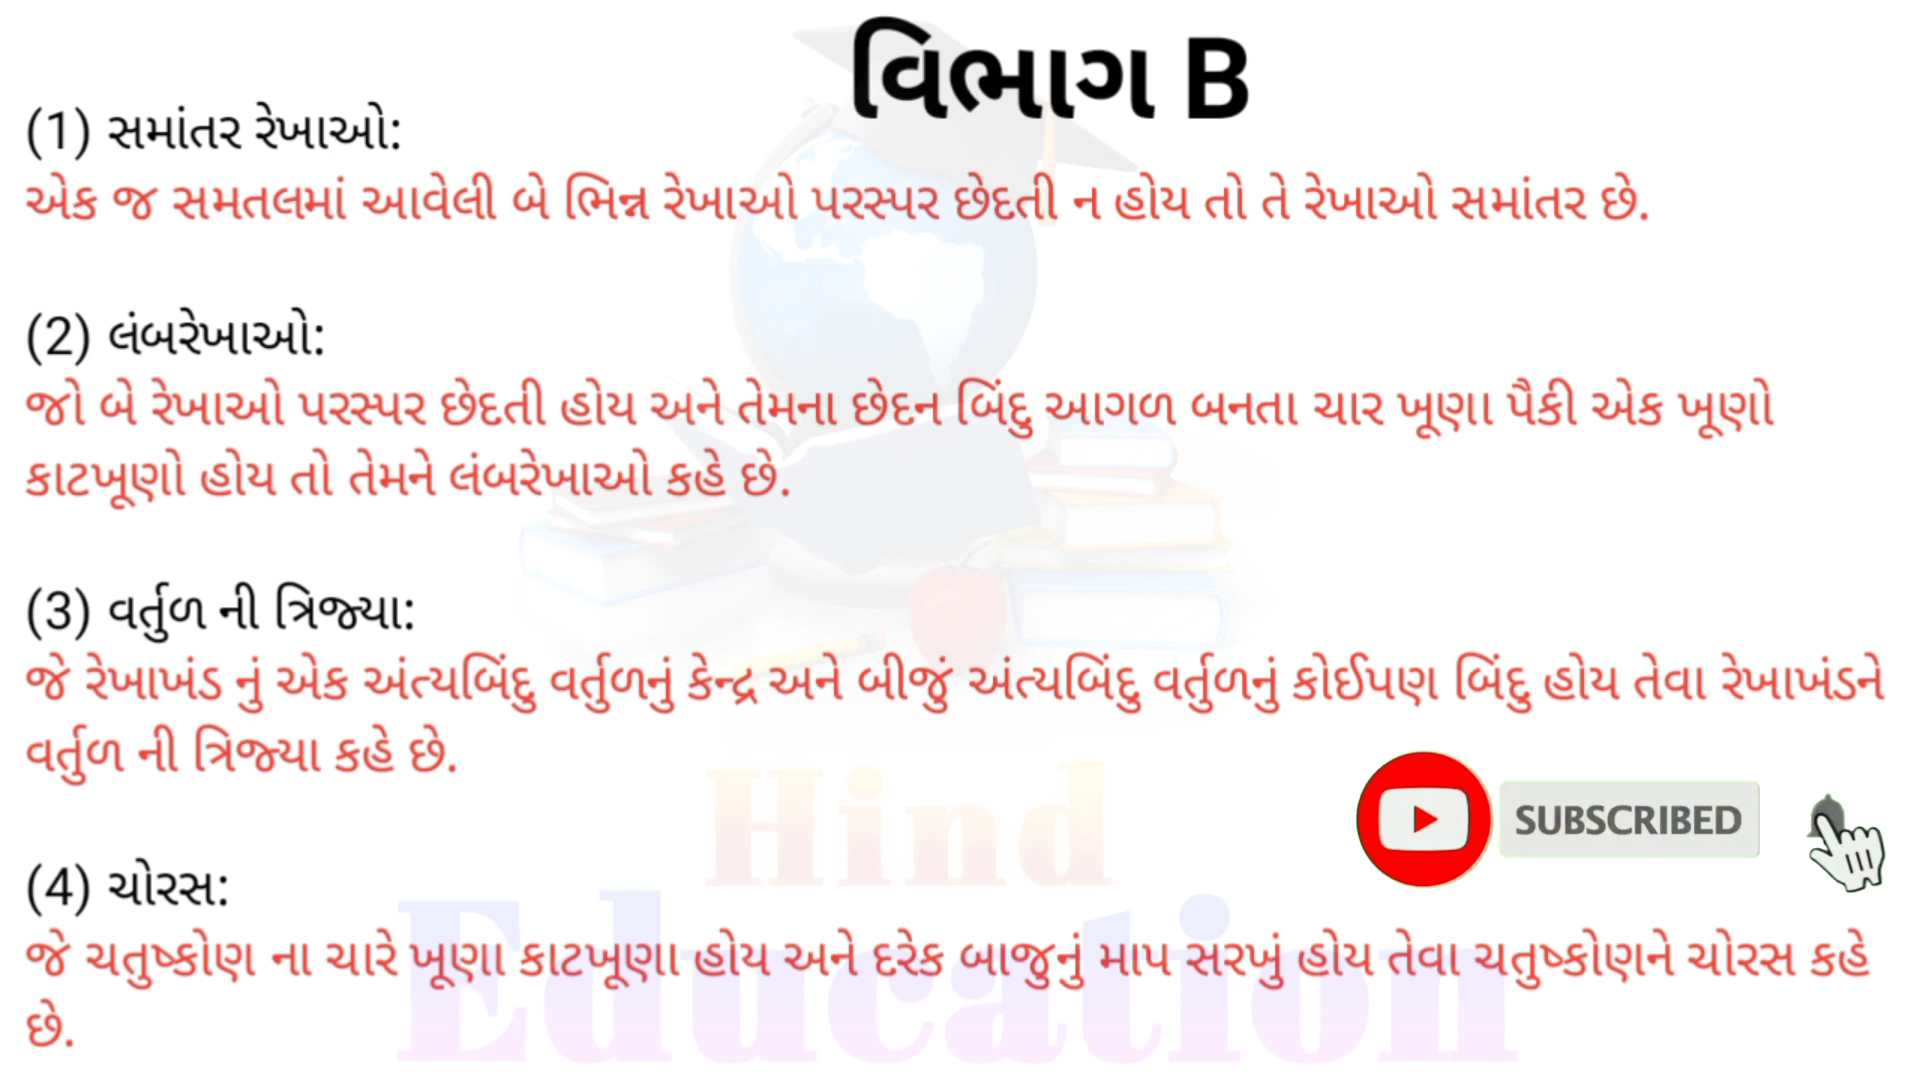 વિભાગ B
(1) સમાંતર રેખાઓ:
એક જ સમતલમાં આવેલી બે ભિન્ન રેખાઓ પરસ્પર છેદતી ન હોય તો તે રેખાઓ સમાંતર છે.
(2) લંબરેખાઓ:
જો બે રેખાઓ પરસ્પર છેદતી હોય અને તેમના છેદન બિંદુ આગળ બનતા ચાર ખૂણા પૈકી એક ખૂણો
કાટખૂણો હોય તો તેમને લંબરેખાઓ કહે છે.
(3) વર્તુળ ની ત્રિજ્યા:
જે રેખાખંડ નું એક અંત્યબિંદુ વર્તુળનું કેન્દ્ર અને બીજું અંત્યબિંદુ વર્તુળનું કોઈપણ બિંદુ હોય તેવા રેખાખંડને
વર્તુળ ની ત્રિજ્યા કહે છે.
SUBSCRIBED
(4) ચોરસ:
જે ચતુષ્કોણ ના ચારે ખૂણા કાટખૂણા હોય અને દરેક બાજુનું માપ સરખું હોય તેવા ચતુષ્કોણને ચોરસ કહે
છે.
Hind
Education